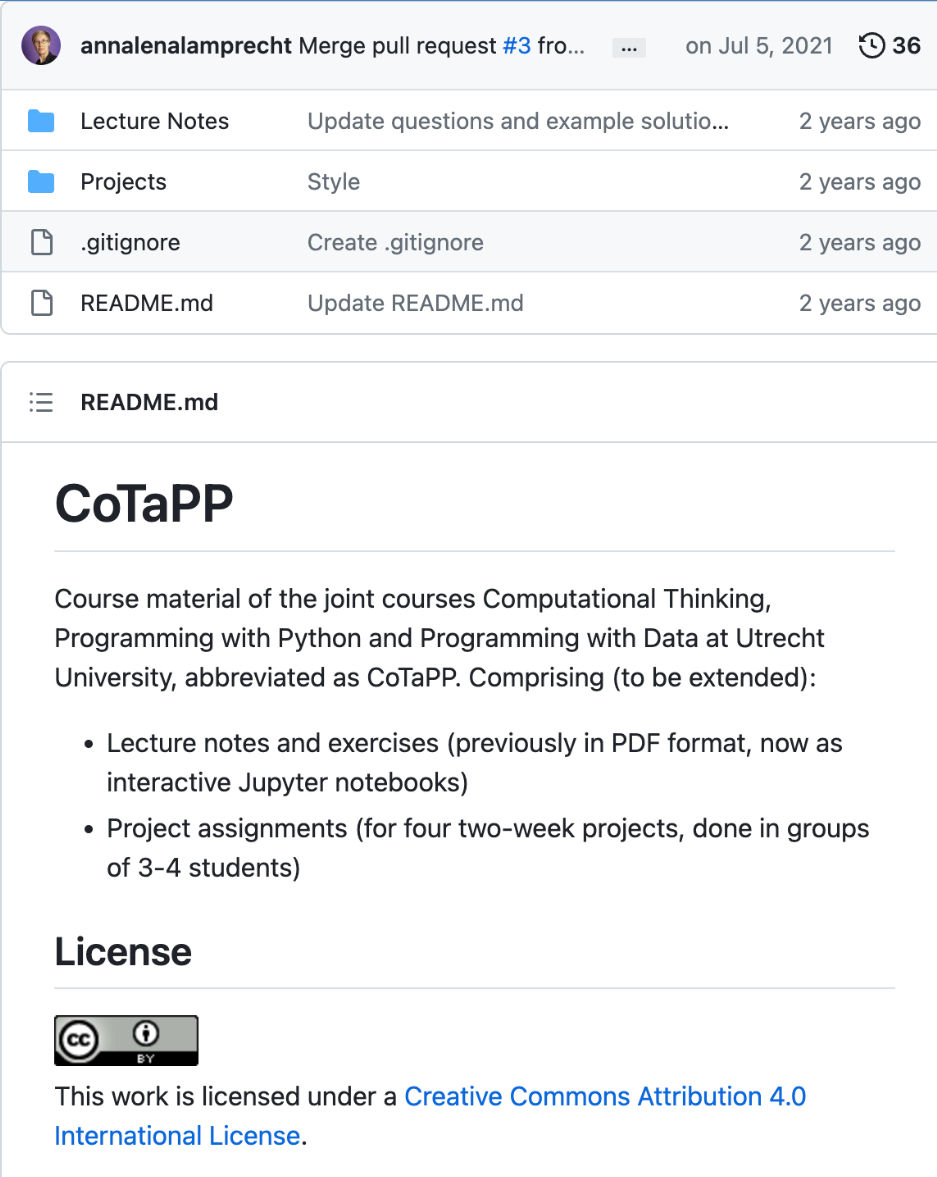 annalenalamprecht Merge pull request #3 fro... ... on Jul 5, 2021 36
Lecture Notes Update questions and example solutio... 2 years ago
Projects Style 2 years ago
.gitignore Create .gitignore 2 years ago
README.md Update README.md 2 years ago
README.md
CoTaPP
Course material of the joint courses Computational Thinking,
Programming with Python and Programming with Data at Utrecht
University, abbreviated as CoTaPP. Comprising (to be extended):
• Lecture notes and exercises (previously in PDF format, now as
interactive Jupyter notebooks)
• Project assignments (for four two-week projects, done in groups
of 3-4 students)
License
cc BY
This work is licensed under a Creative Commons Attribution 4.0
International License.